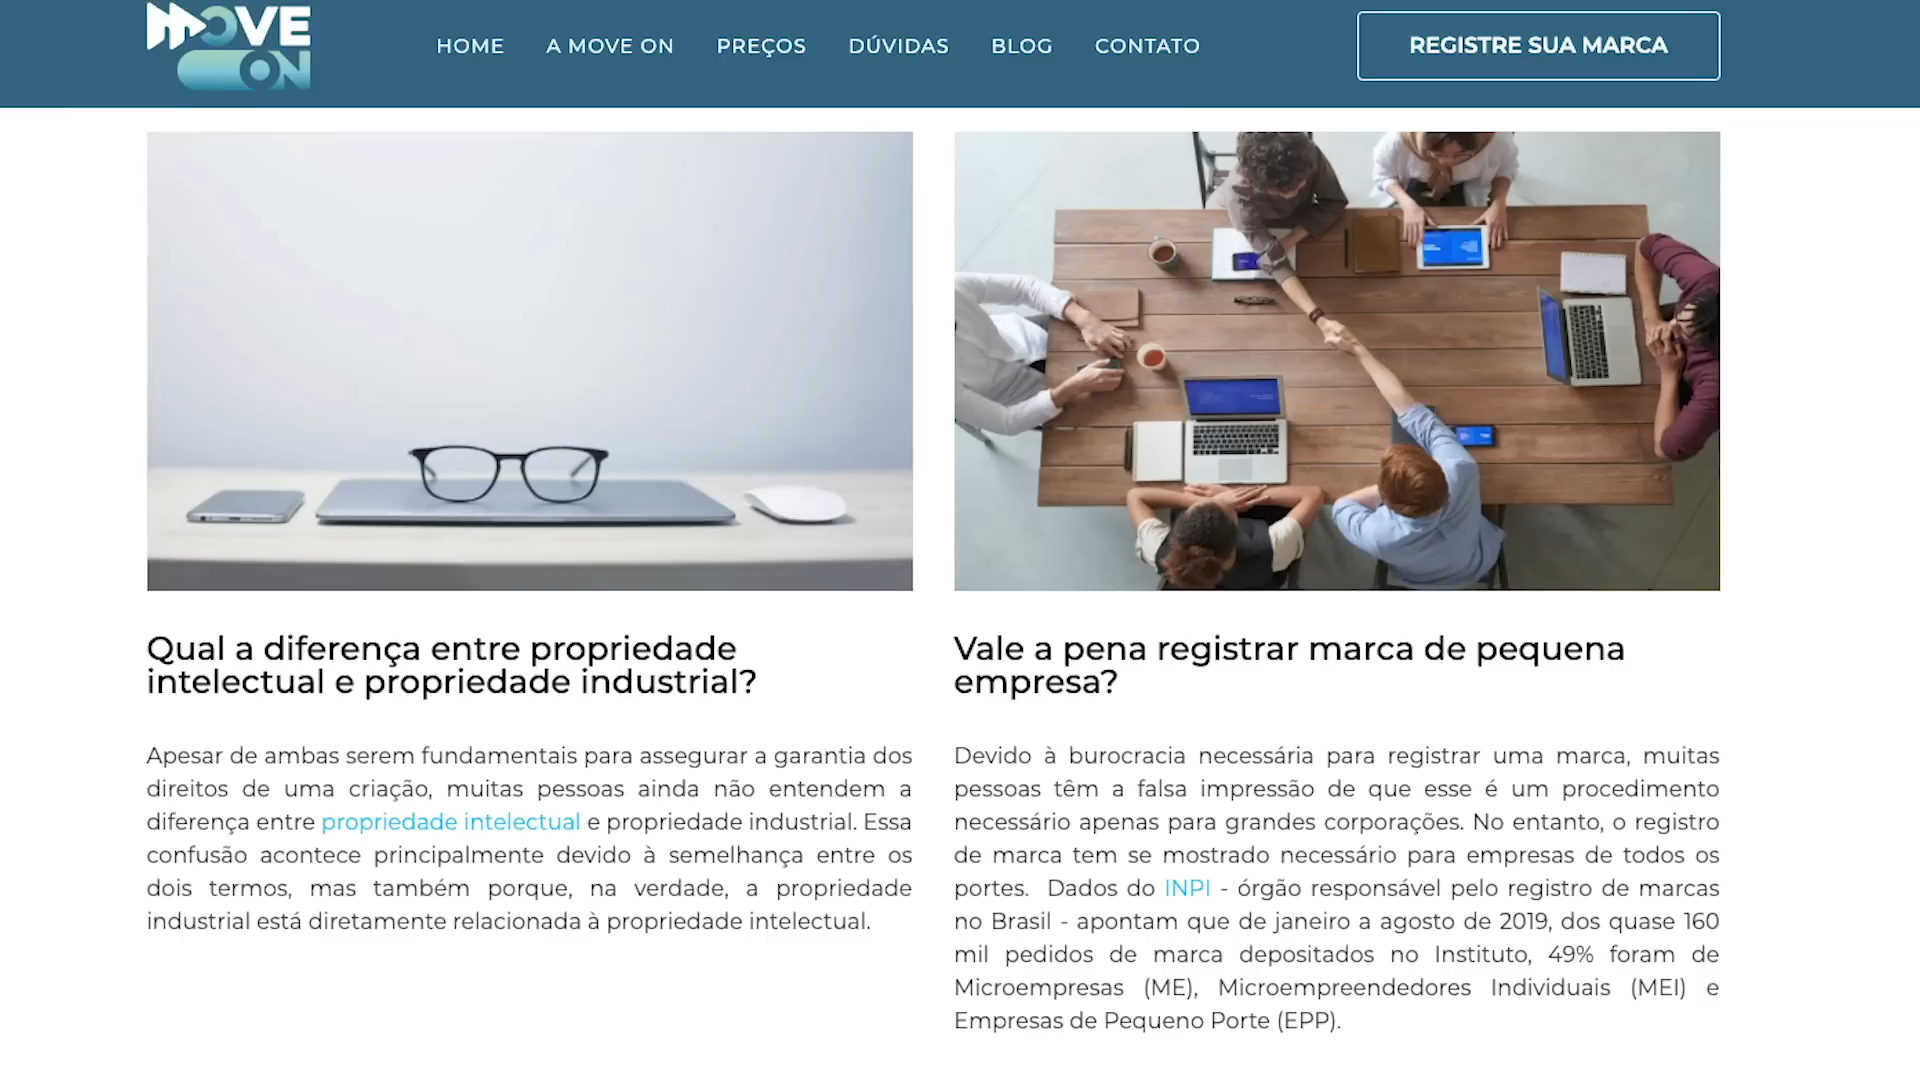 MOVE
ON
HOME
A MOVE ON
PREÇOS
DÚVIDAS
BLOG
CONTATO
REGISTRE SUA MARCA
Qual a diferença entre propriedade
intelectual e propriedade industrial?
Apesar de ambas serem fundamentais para assegurar a garantia dos
direitos de uma criação, muitas pessoas ainda não entendem a
diferença entre propriedade intelectual e propriedade industrial. Essa
confusão acontece principalmente devido à semelhança entre os
dois termos, mas também porque, na verdade, a propriedade
industrial está diretamente relacionada à propriedade intelectual.
Vale a pena registrar marca de pequena
empresa?
Devido à burocracia necessária para registrar uma marca, muitas
pessoas têm a falsa impressão de que esse é um procedimento
necessário apenas para grandes corporações. No entanto, o registro
de marca tem se mostrado necessário para empresas de todos os
portes. Dados do INPI - órgão responsável pelo registro de marcas
no Brasil - apontam que de janeiro a agosto de 2019, dos quase 160
mil pedidos de marca depositados no Instituto, 49% foram de
Microempresas (ME), Microempreendedores Individuais (MEI) e
Empresas de Pequeno Porte (EPP).